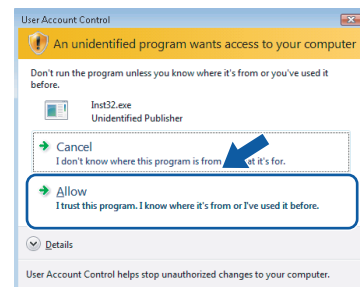 User Account Control
An unidentified program wants access to your computer
Don't run the program unless you know where it's from or you've used it
before.
Inst32.exe
Unidentified Publisher
Cancel
I don't know where this program is from at it's for.
Allow
I trust this program. I know where it's from or I've used it before.
Details
User Account Control helps stop unauthorized changes to your computer.